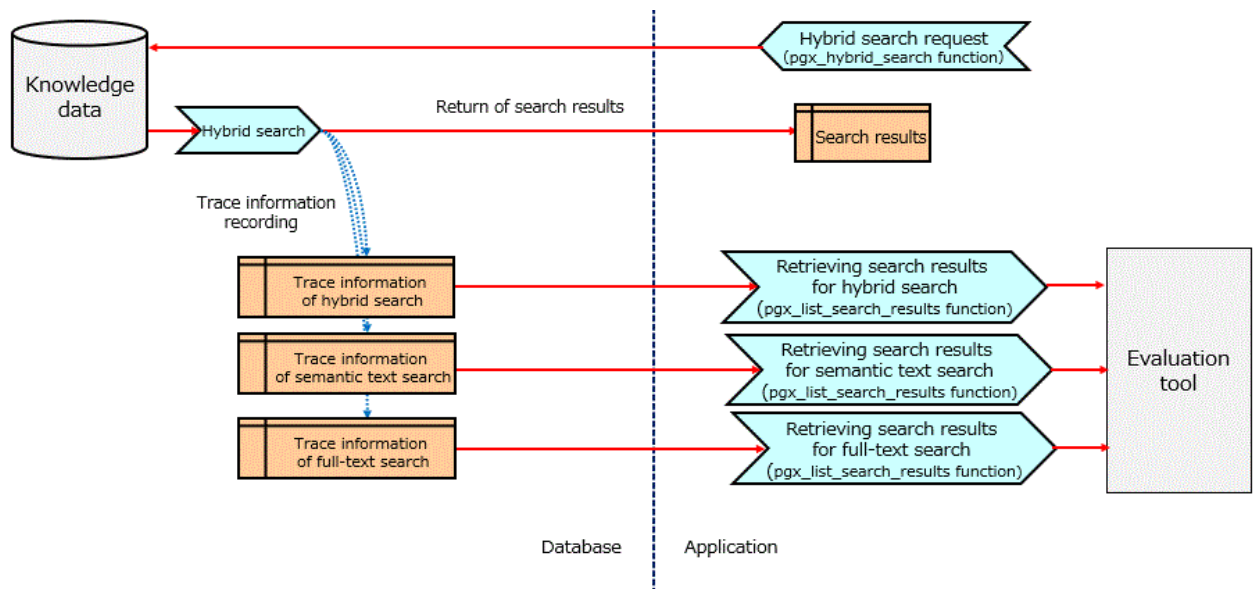 Hybrid search request
(pgx_hybrid_search function)
Knowledge
data
Return of search results
Hybrid search
Search results
Trace information
recording
Trace information
of hybrid search
Retrieving search results
for hybrid search
(pgx_list_search_results function)
Trace information
of semantic text search
Retrieving search results
for semantic text search
(pgx_list_search_results function)
Evaluation
tool
Trace information
of full-text search
Retrieving search results
for full-text search
(pgx_list_search_results function)
Database
Application